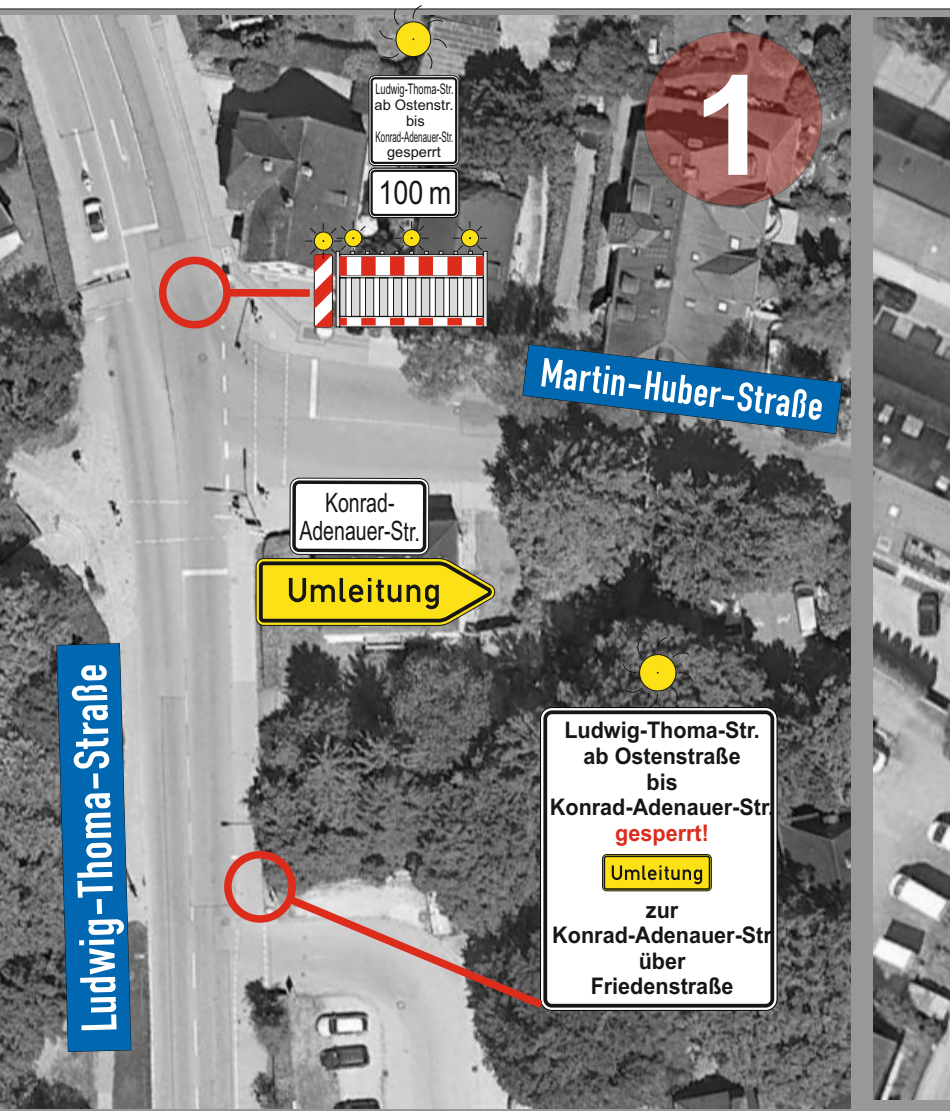 1
Ludwig-Thoma-Str.
ab Ostenstr.
bis
Konrad-Adenauer-Str.
gesperrt
100 m
Martin-Huber-Straße
Konrad-
Adenauer-Str.
Umleitung
Ludwig-Thoma-Straße
Ludwig-Thoma-Str.
ab Ostenstraße
bis
Konrad-Adenauer-Str.
gesperrt!
Umleitung
zur
Konrad-Adenauer-Str
über
Friedenstraße